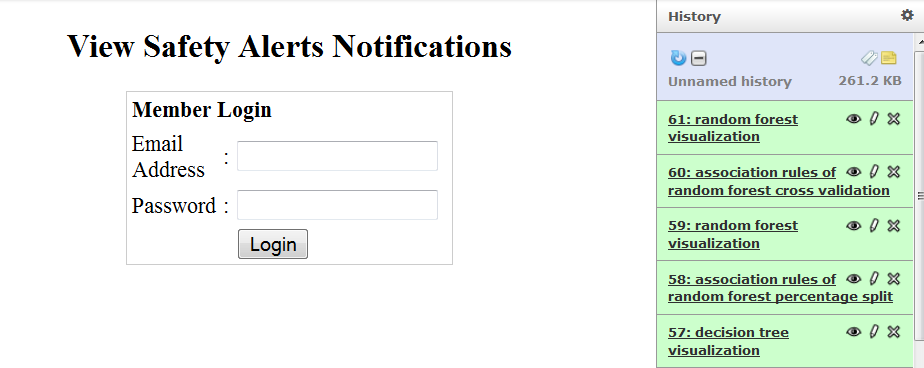 View Safety Alerts Notifications
Member Login
Email
Address :
Password :
Login
History
Unnamed history 261.2 KB
61: random forest
visualization
60: association rules of
random forest cross validation
59: random forest
visualization
58: association rules of
random forest percentage split
57: decision tree
visualization